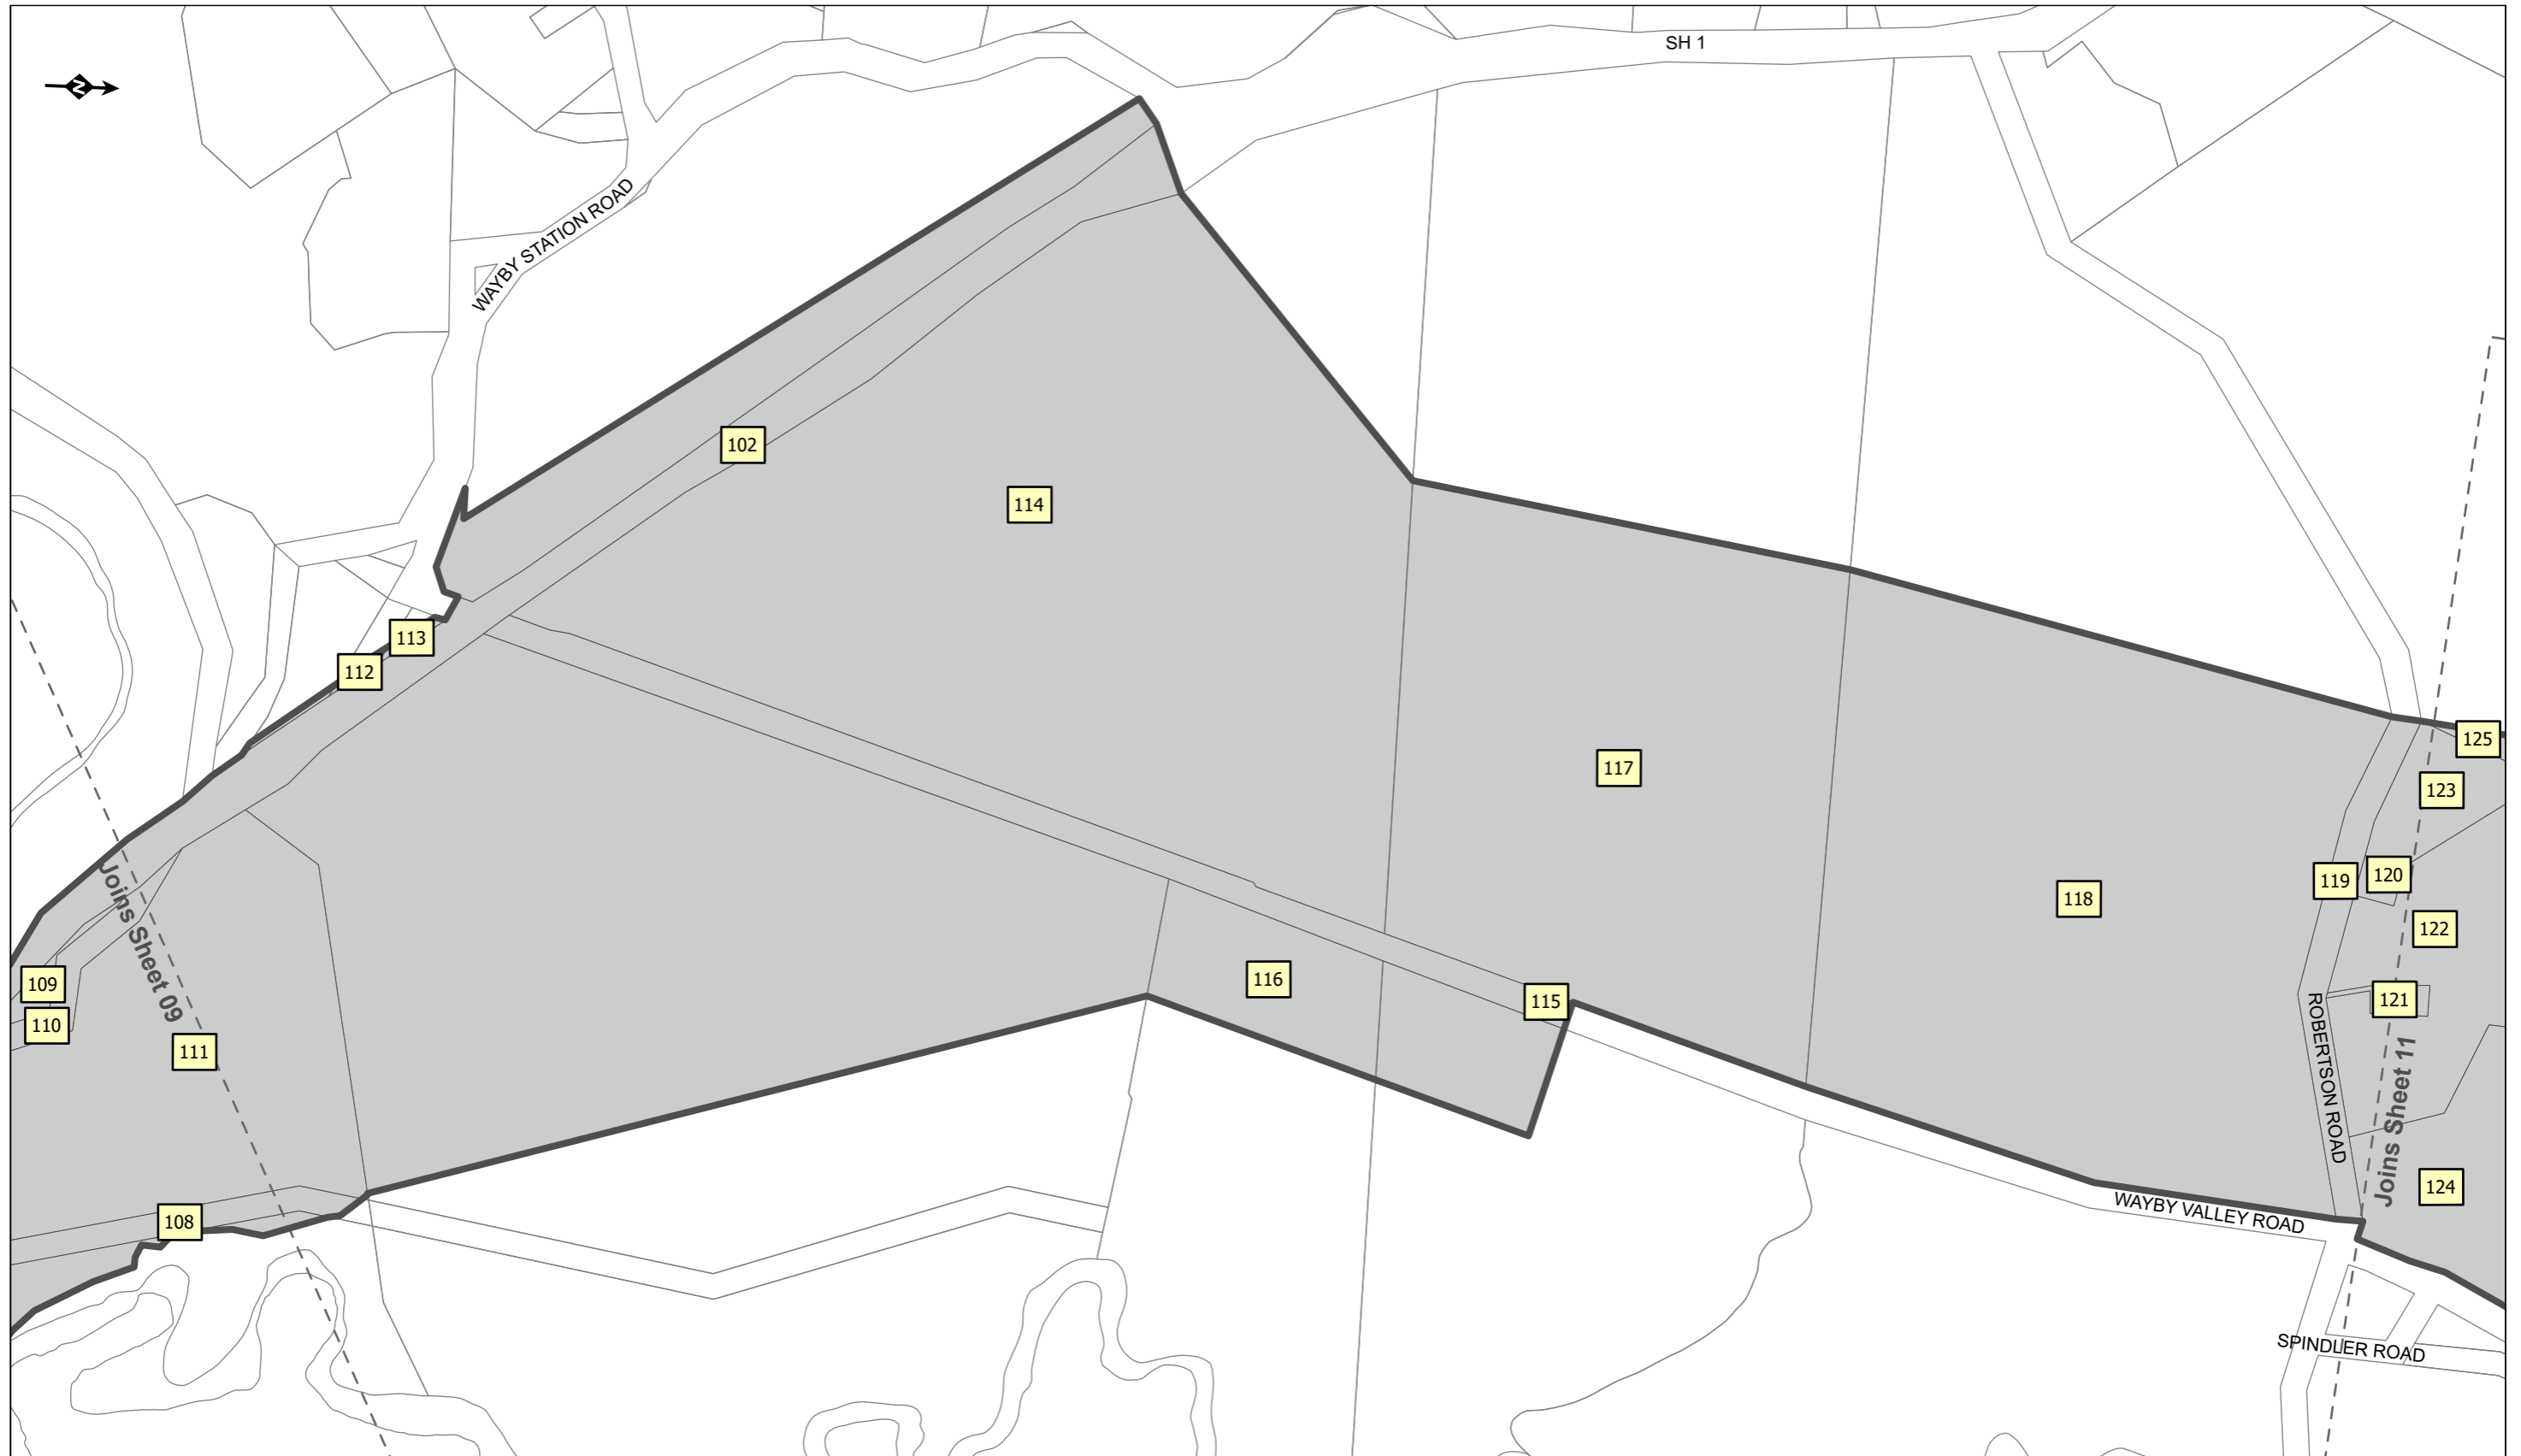 SH 1
N
WAYBY STATION ROAD
102
114
113
112
117
125
123
119
120
118
122
109
110
111
Joins Sheet 09
116
115
121
ROBERTSON ROAD
Joins Sheet 11
124
108
WAYBY VALLEY ROAD
SPINDLER ROAD